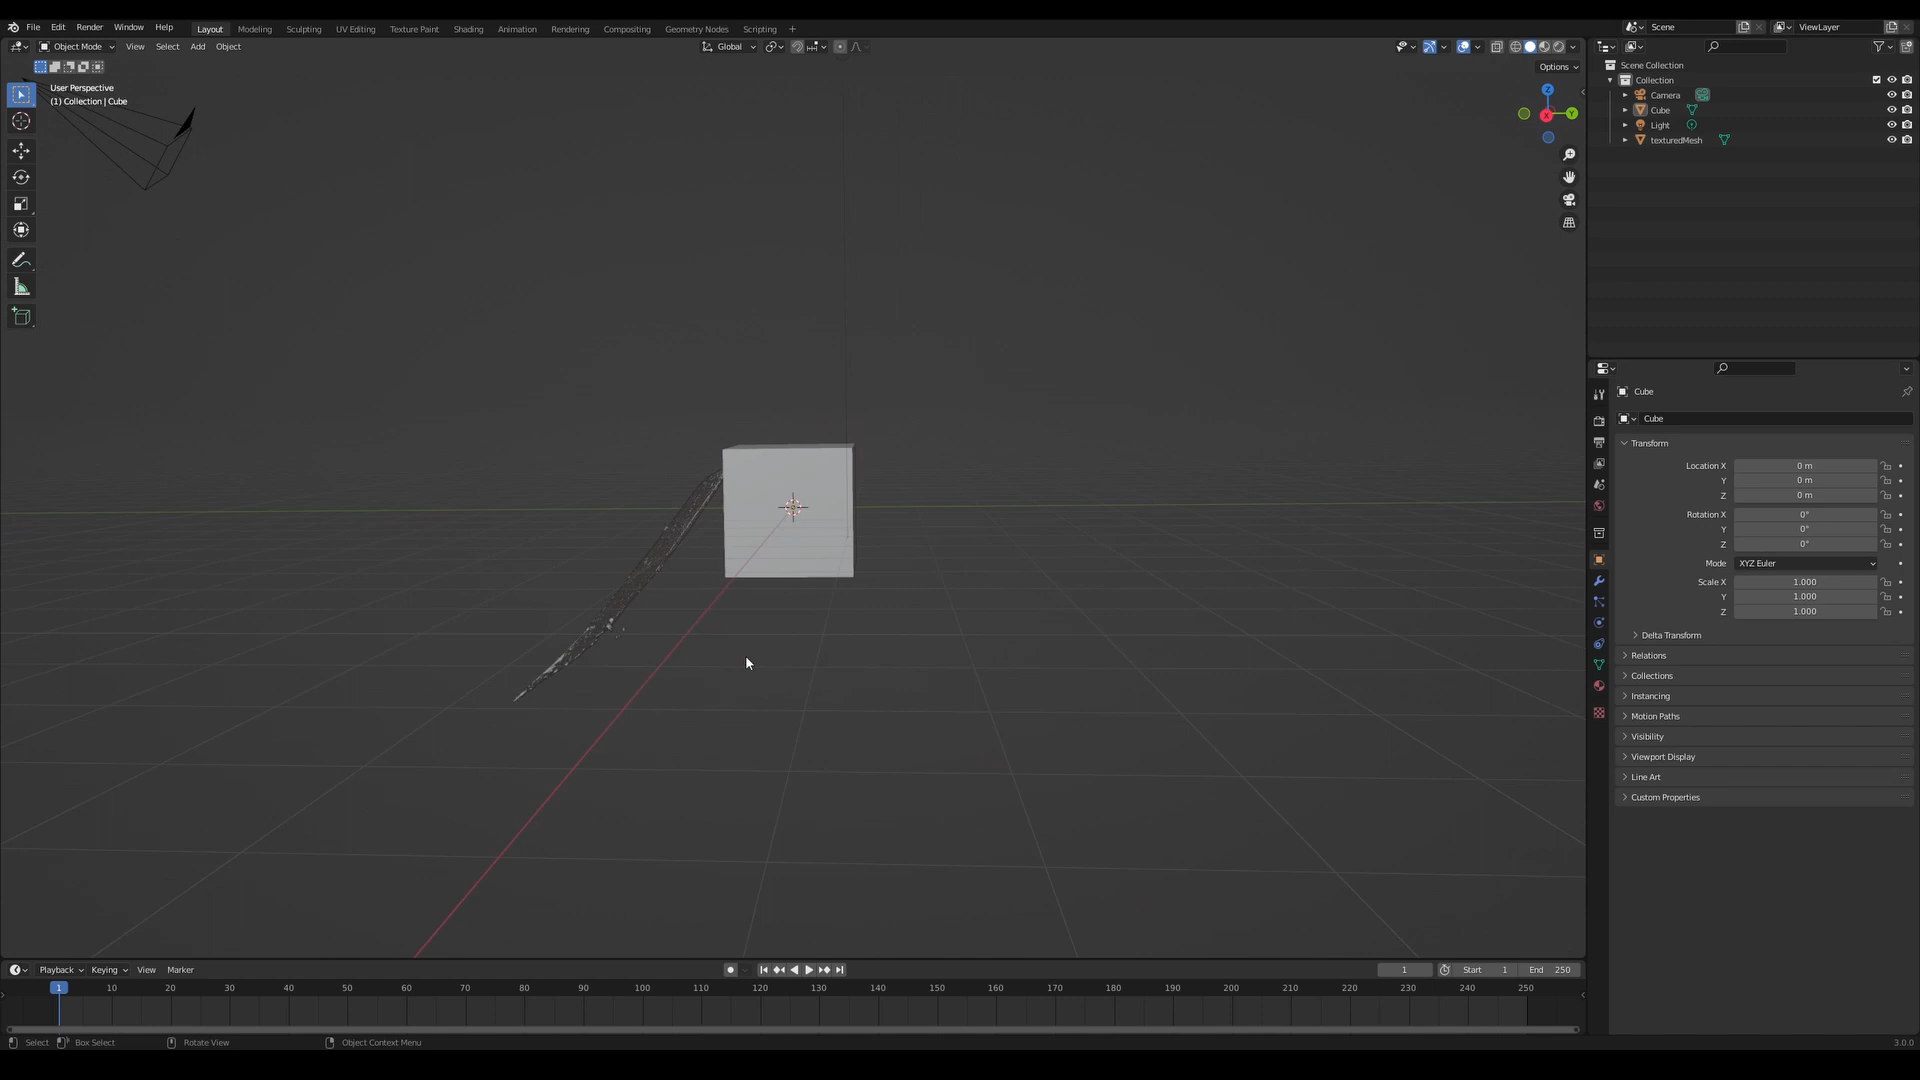 File Edit Render Window Help Layout Modeling Sculpting UV Editing Texture Paint Shading Animation Rendering Compositing Geometry Nodes Scripting + Scene ViewLayer
Object Mode View Select Add Object Global
Options
User Perspective
(1) Collection | Cube
Z
Y
X
Scene Collection
Collection
Camera
Cube
Light
texturedMesh
Cube
Cube
Transform
Location X 0 m
Y 0 m
Z 0 m
Rotation X 0°
Y 0°
Z 0°
Mode XYZ Euler
Scale X 1.000
Y 1.000
Z 1.000
Delta Transform
Relations
Collections
Instancing
Motion Paths
Visibility
Viewport Display
Line Art
Custom Properties
Playback Keying View Marker 1 Start 1 End 250
1 10 20 30 40 50 60 70 80 90 100 110 120 130 140 150 160 170 180 190 200 210 220 230 240 250
Select Box Select Rotate View Object Context Menu 3.0.0